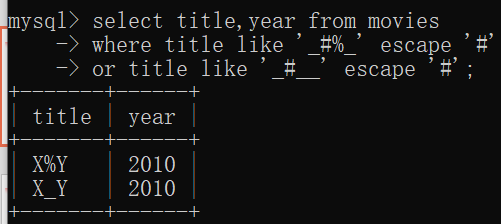 mysql> select title,year from movies
    -> where title like '_#%_' escape '#'
    -> or title like '_#__' escape '#';
+-------+------+
| title | year |
+-------+------+
| X%Y   | 2010 |
| X_Y   | 2010 |
+-------+------+